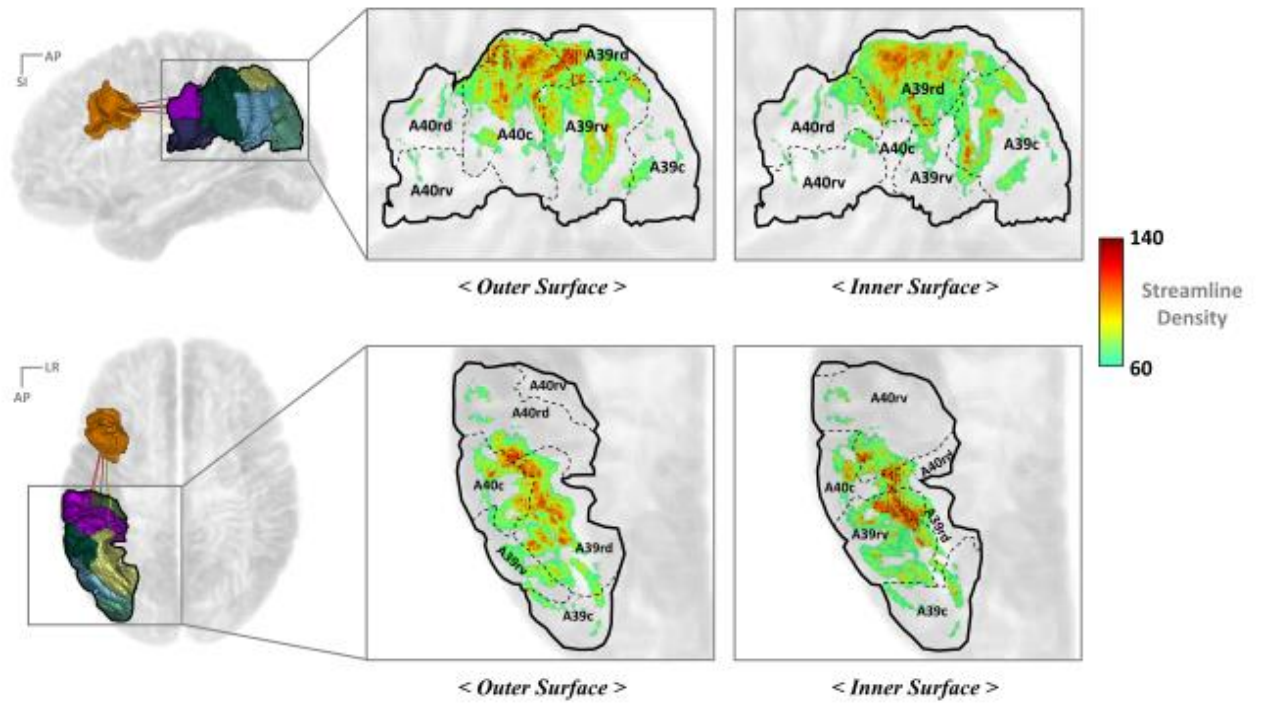 AP
SI
A39rd
A40rd
A40c
A39rv
A39c
A40rv
< Outer Surface >
A39rd
A40rd
A40c
A39c
A40rv
A39rv
< Inner Surface >
140
Streamline
Density
60
LR
AP
A40rv
A40rd
A40c
A39rd
A39rv
A39c
< Outer Surface >
A40rv
A40rd
A40c
A39rd
A39rv
A39c
< Inner Surface >